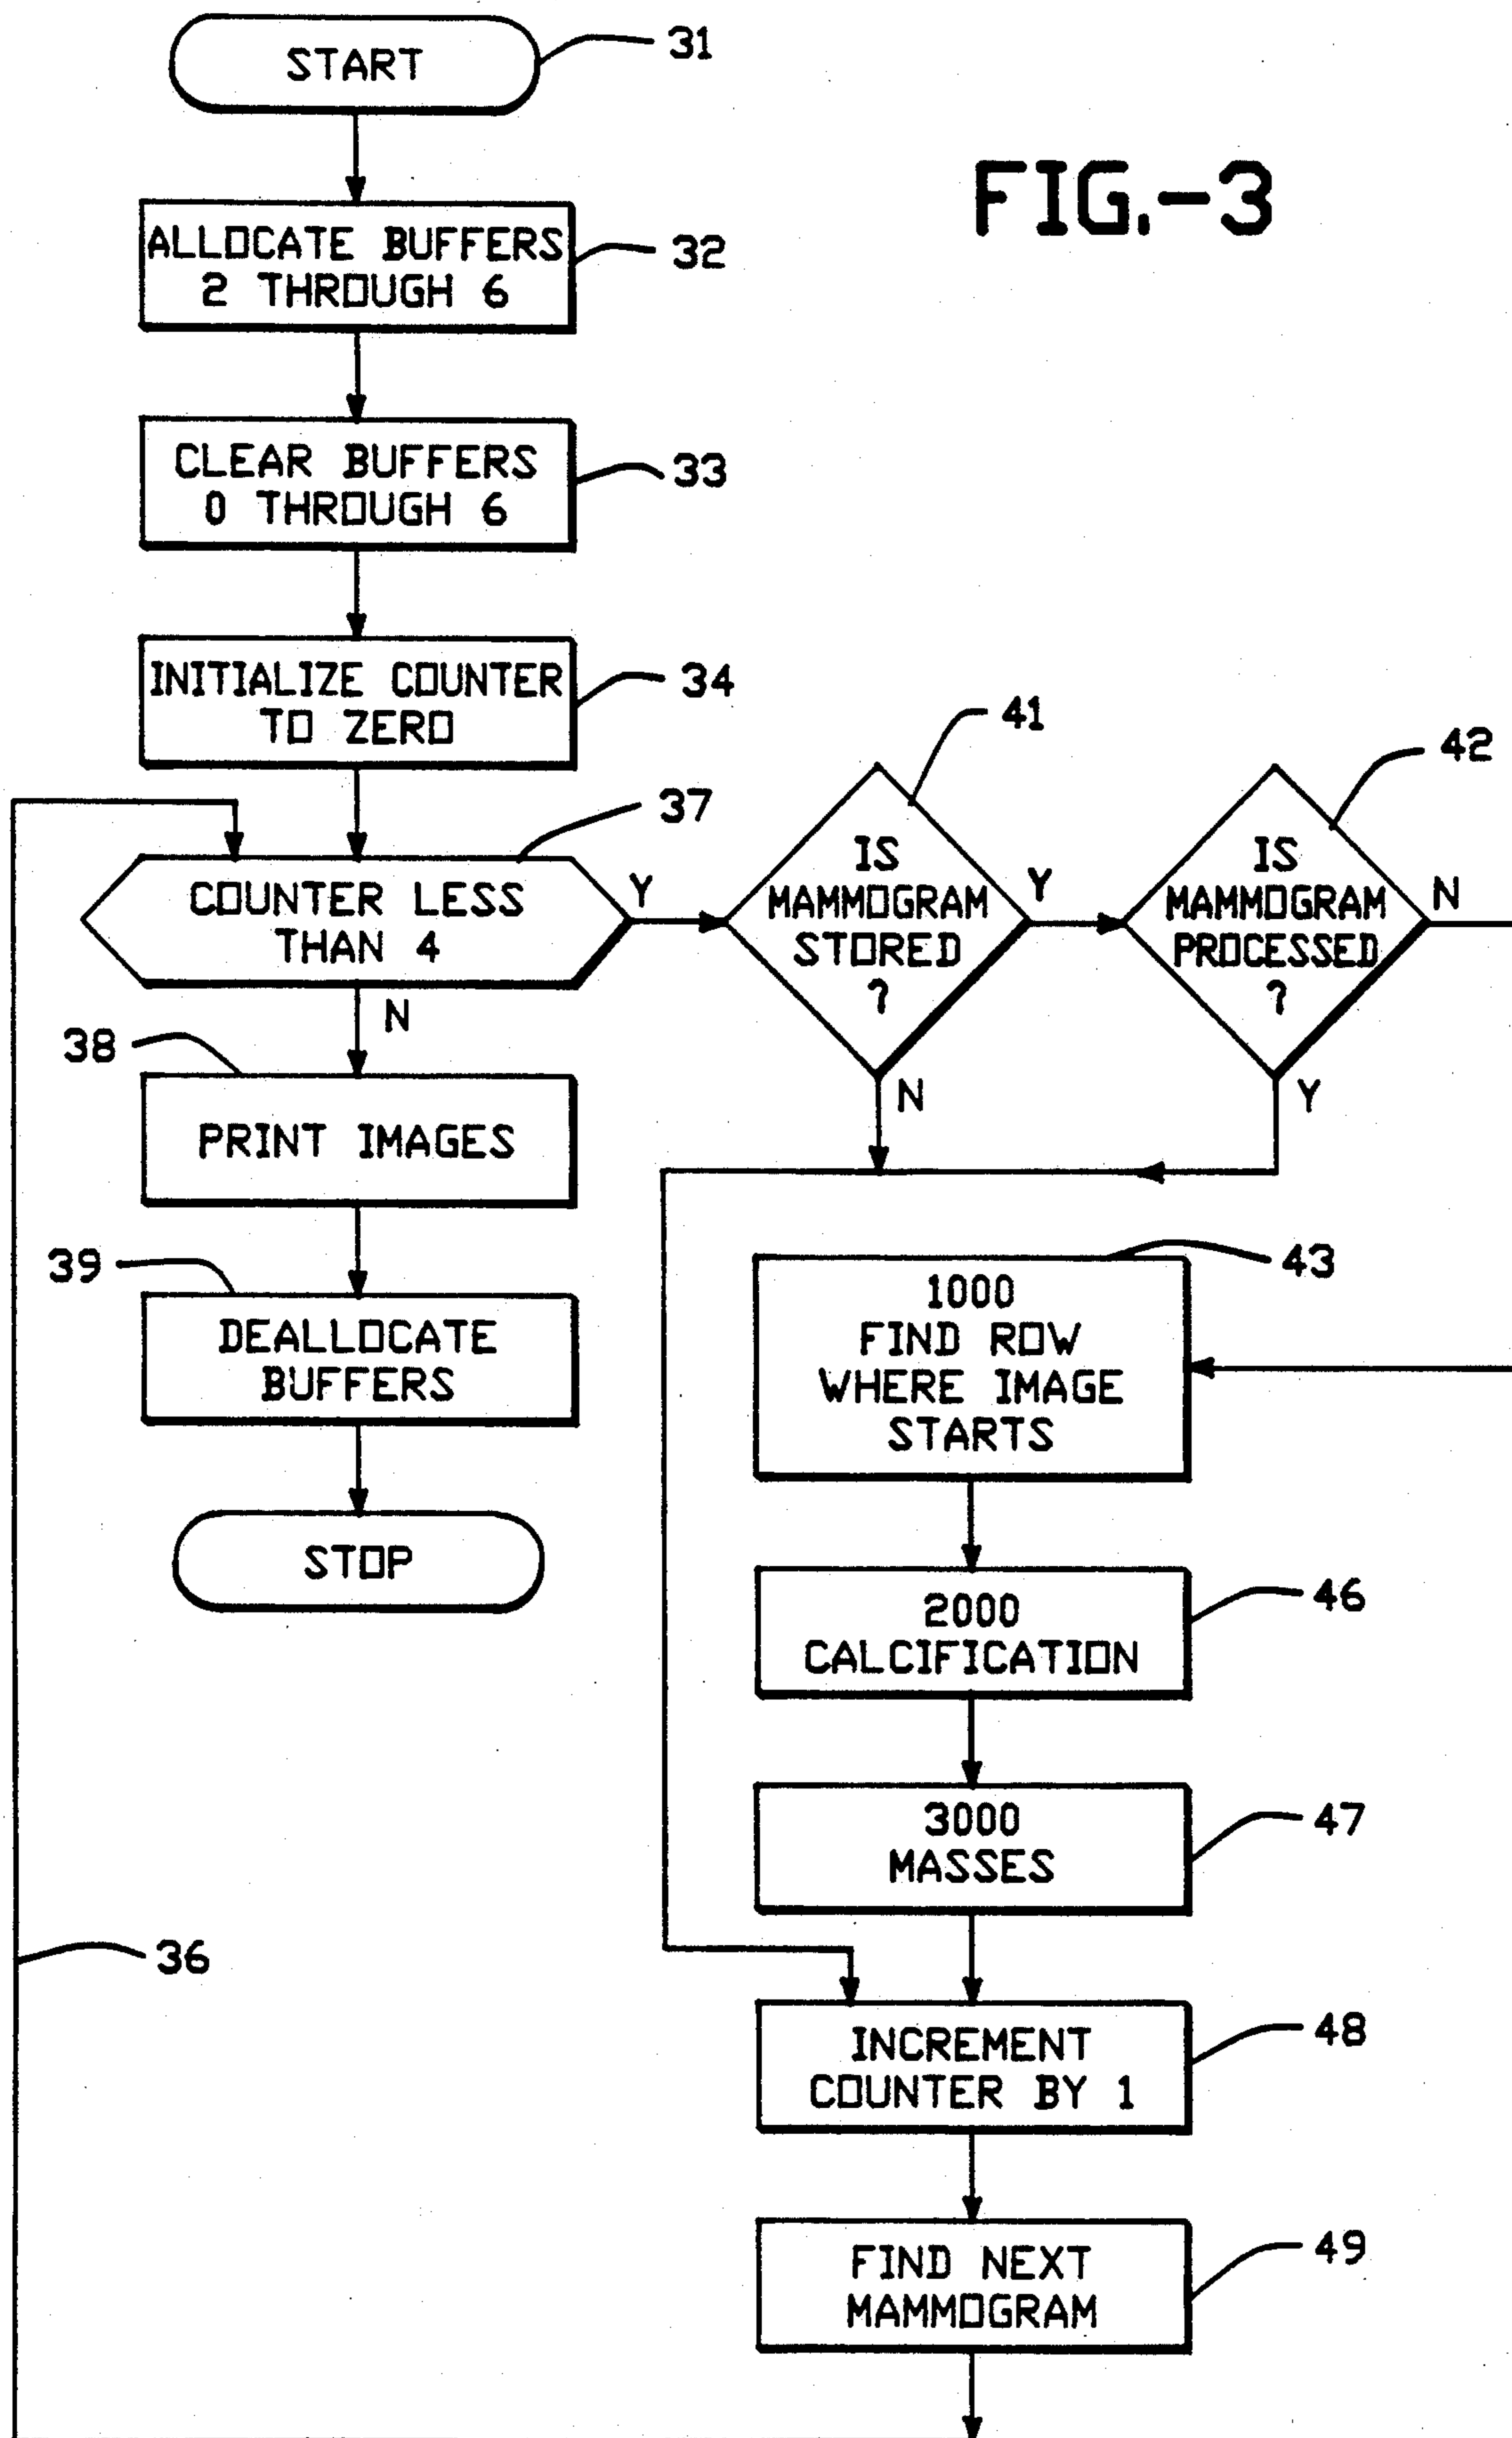 START
31
FIG.-3
ALLOCATE BUFFERS
2 THROUGH 6
32
CLEAR BUFFERS
0 THROUGH 6
33
INITIALIZE COUNTER
TO ZERO
34
37
COUNTER LESS
THAN 4
Y
N
41
IS
MAMMOGRAM
STORED
?
Y
N
42
IS
MAMMOGRAM
PROCESSED
?
N
Y
38
PRINT IMAGES
39
DEALLOCATE
BUFFERS
STOP
43
1000
FIND ROW
WHERE IMAGE
STARTS
46
2000
CALCIFICATION
47
3000
MASSES
36
48
INCREMENT
COUNTER BY 1
49
FIND NEXT
MAMMOGRAM